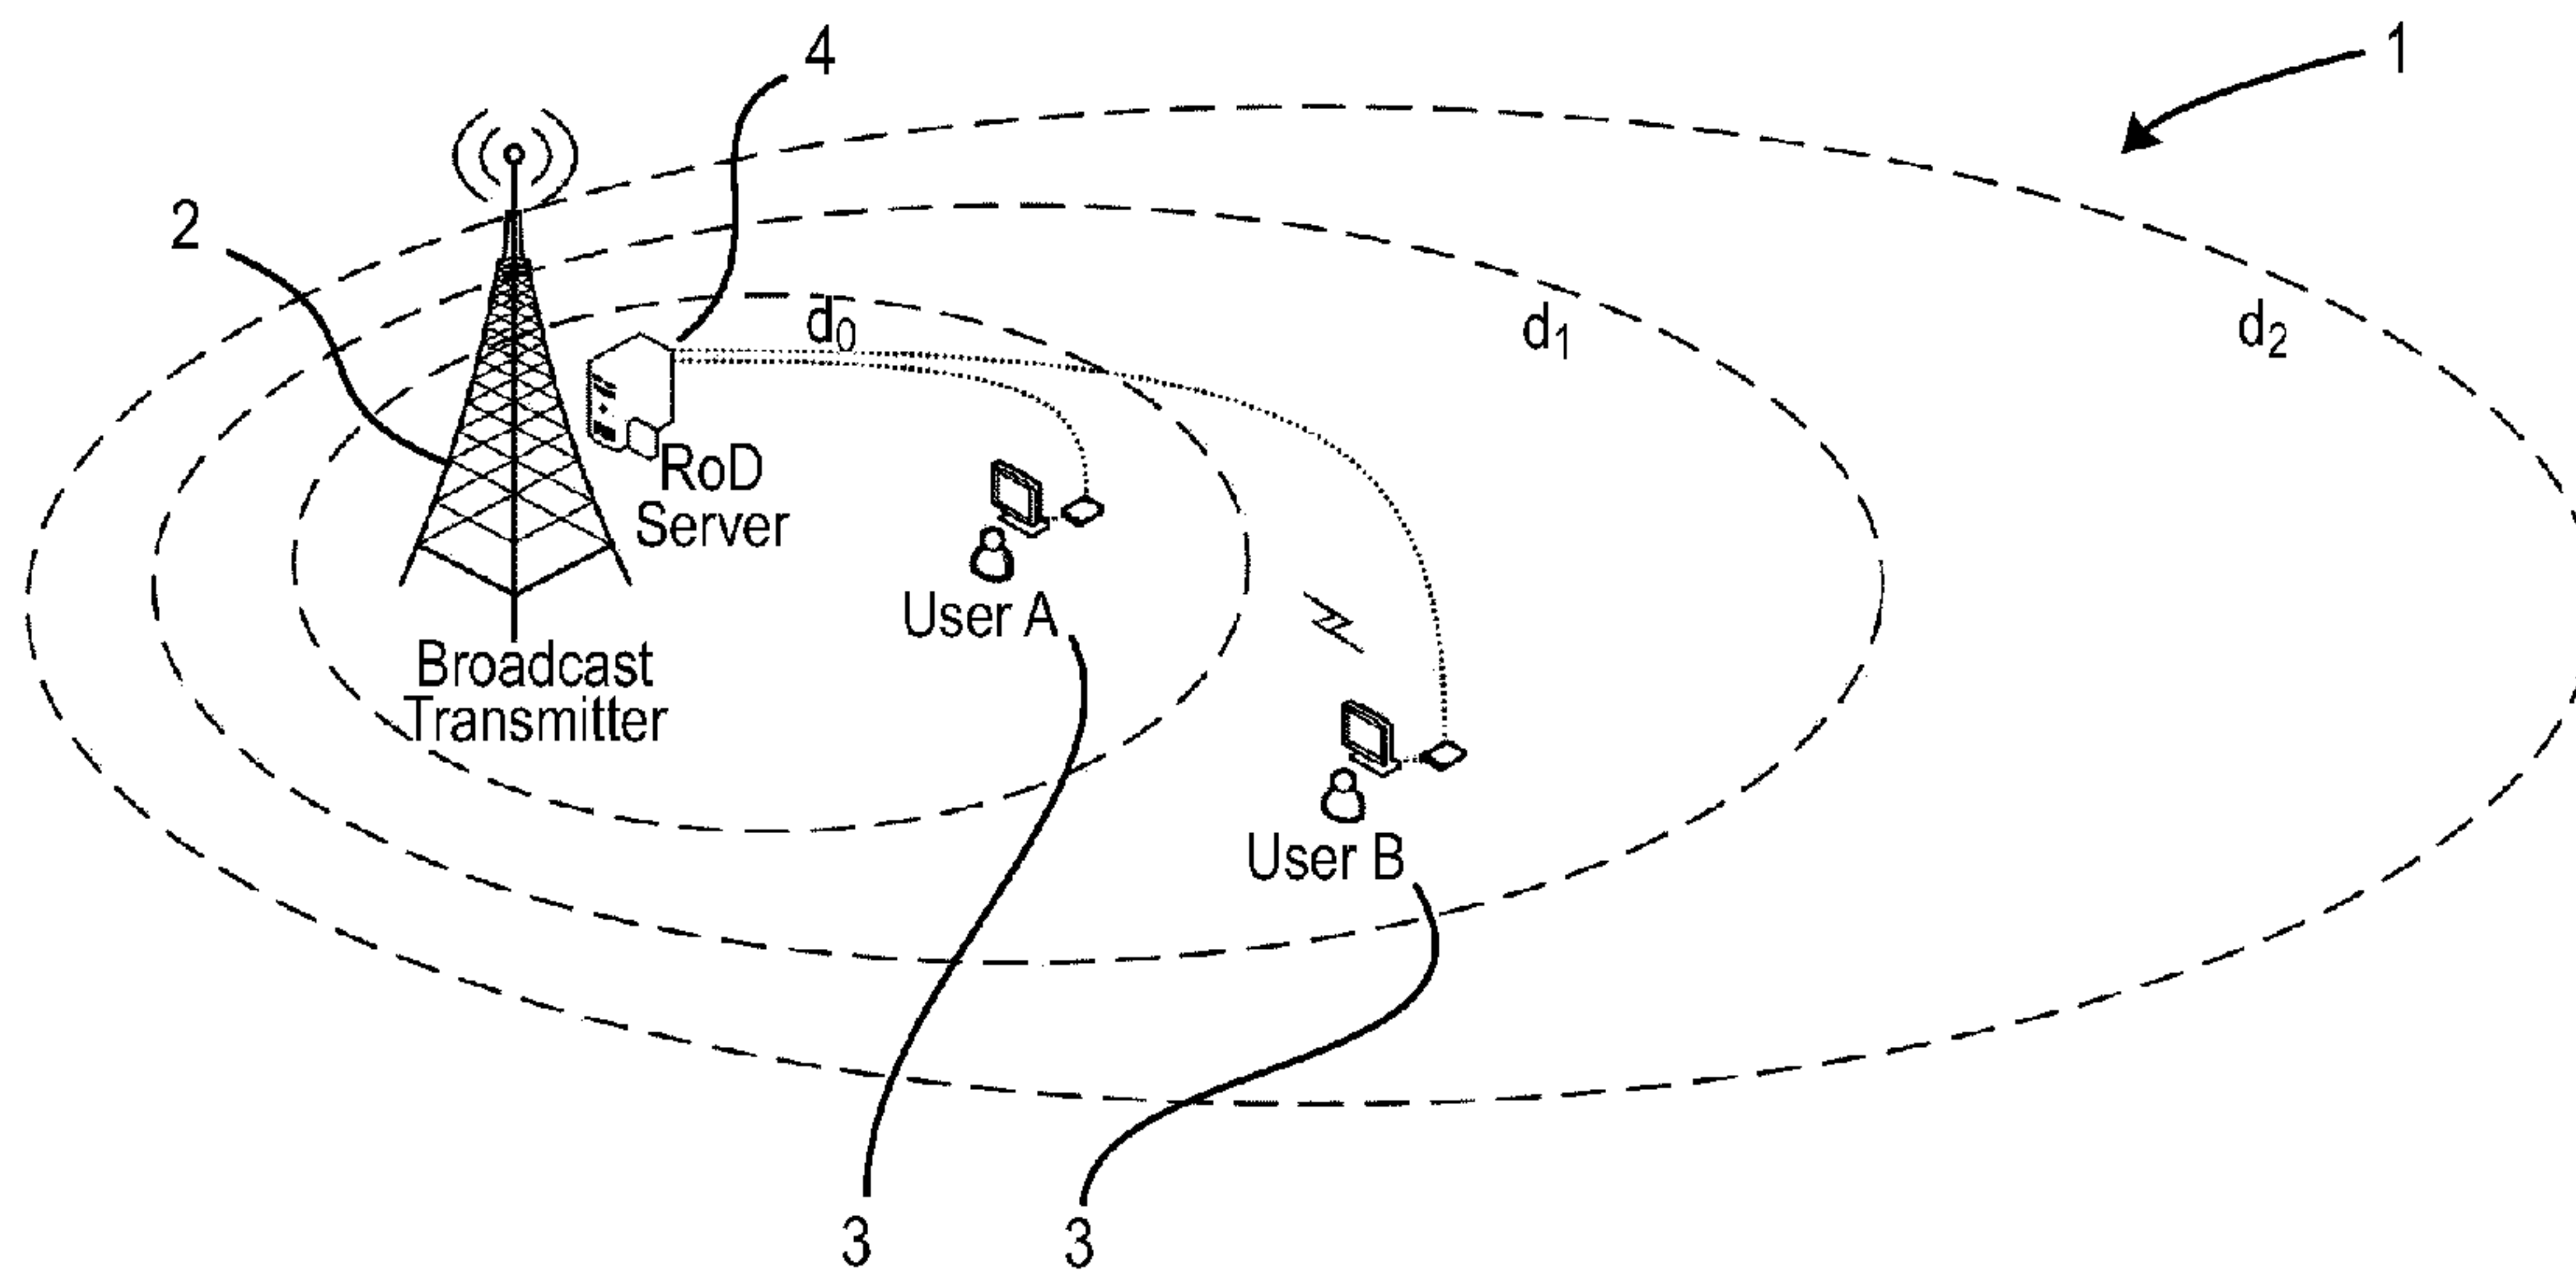 4
1
2
d₀
d₁
d₂
RoD
Server
User A
Broadcast
Transmitter
User B
3
3